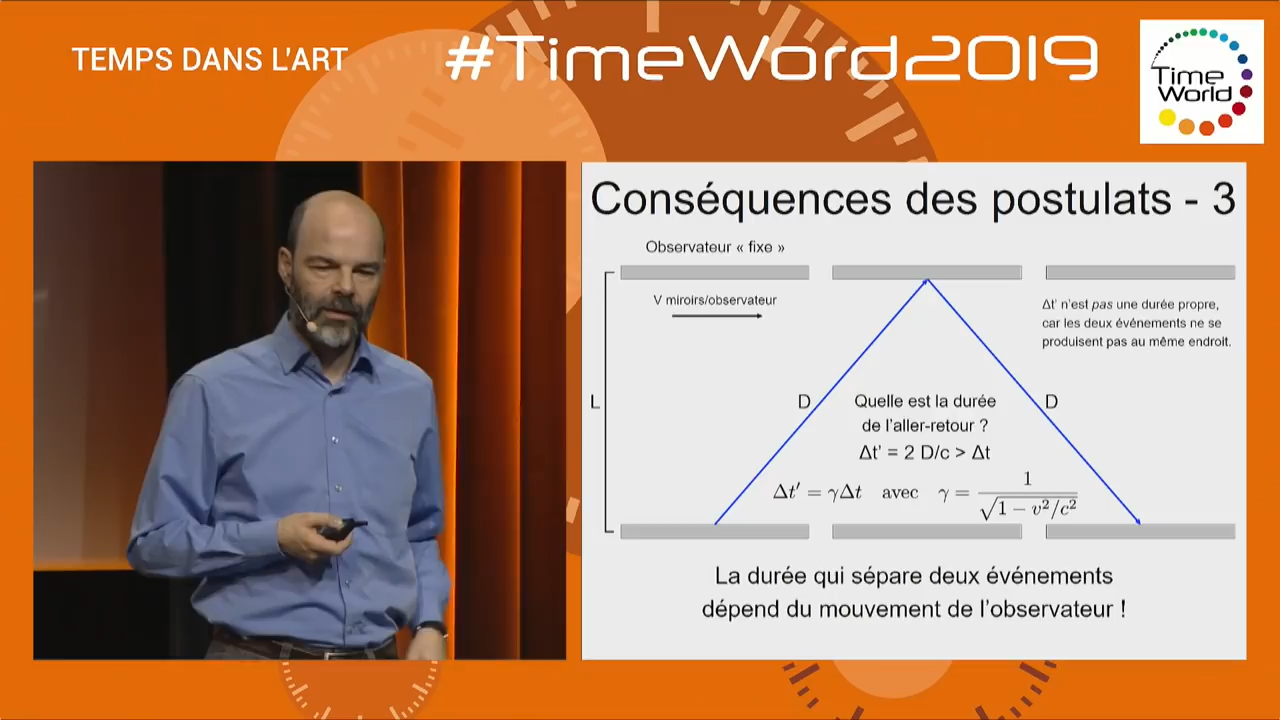 TEMPS DANS L'ART
#TimeWord2019
Time
World
Conséquences des postulats - 3
Observateur « fixe »
V miroirs/observateur
Δt' n'est pas une durée propre,
car les deux événements ne se
produisent pas au même endroit.
L
D
Quelle est la durée
de l'aller-retour ?
D
Δt' = 2 D/c > Δt
Δt′ = γΔt avec γ = 1 / √1 − v²/c²
La durée qui sépare deux événements
dépend du mouvement de l'observateur !